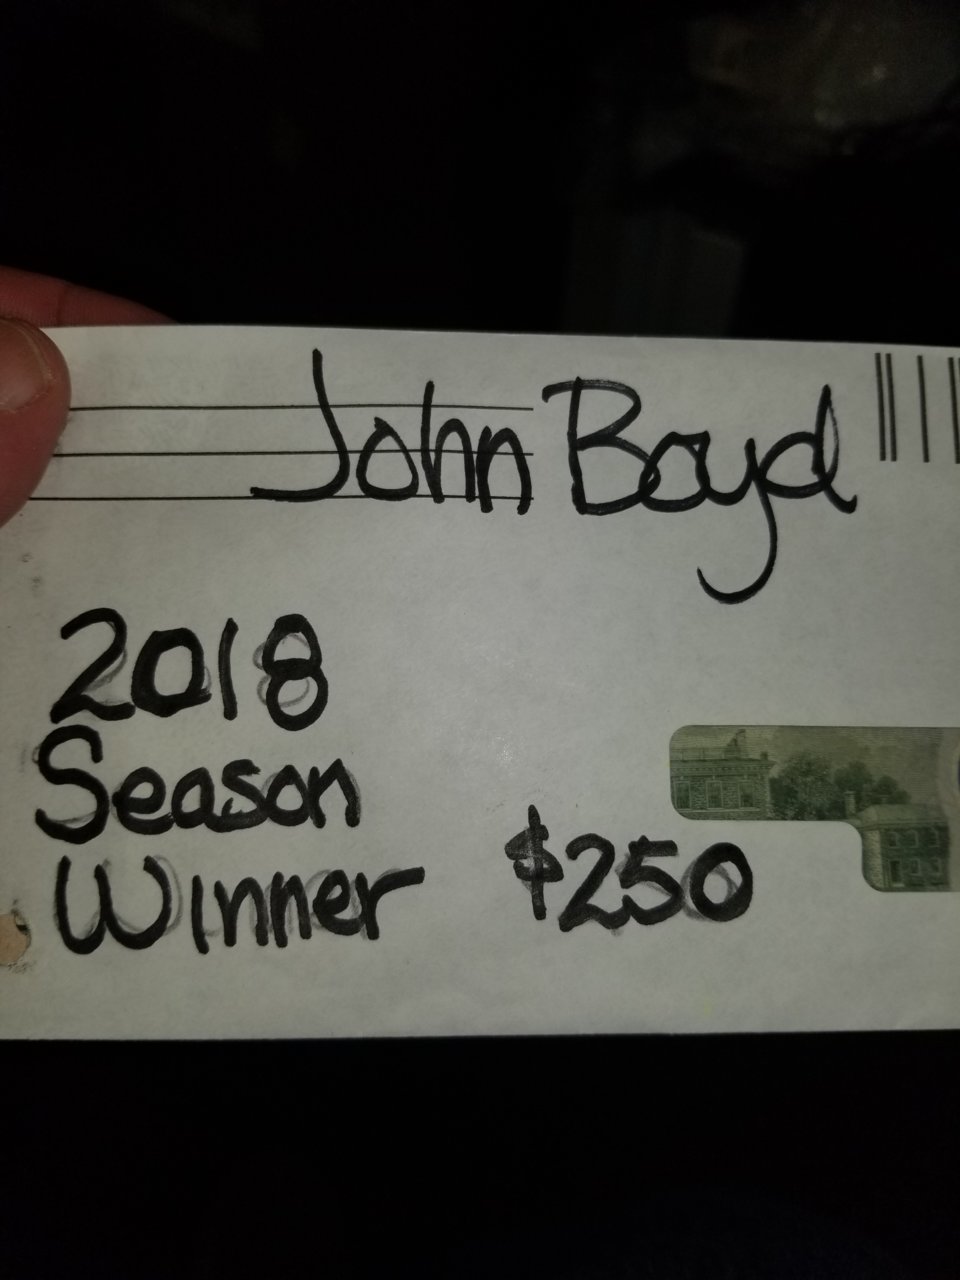 John Boyd
2018
Season
Winner $250